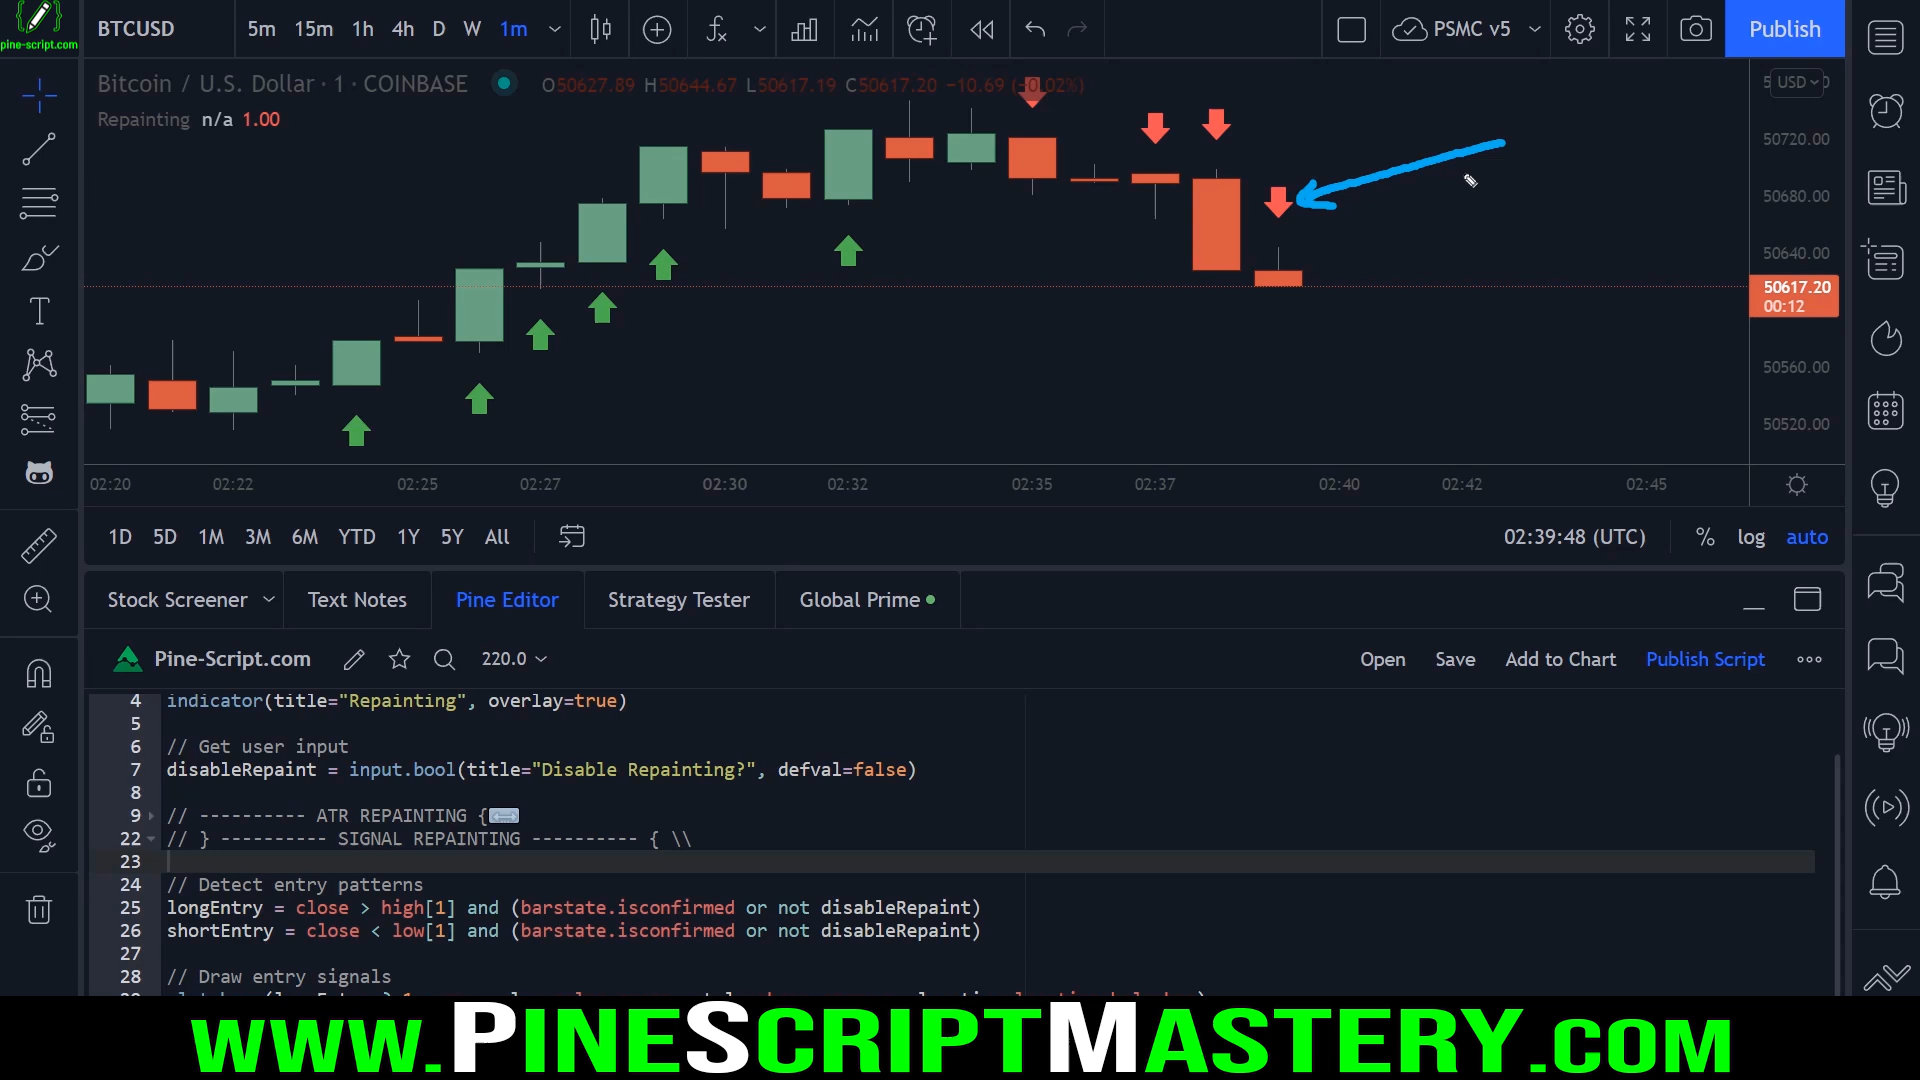 pine-script.com
BTCUSD 5m 15m 1h 4h D W 1m PSMC v5 Publish
Bitcoin / U.S. Dollar · 1 · COINBASE O50627.89 H50644.67 L50617.19 C50617.20 −10.69 (−0.02%)
USD
Repainting n/a 1.00
50720.00
50680.00
50640.00
50617.20
00:12
50560.00
50520.00
02:20 02:22 02:25 02:27 02:30 02:32 02:35 02:37 02:40 02:42 02:45
1D 5D 1M 3M 6M YTD 1Y 5Y All 02:39:48 (UTC) % log auto
Stock Screener Text Notes Pine Editor Strategy Tester Global Prime
Pine-Script.com 220.0 Open Save Add to Chart Publish Script
4 indicator(title="Repainting", overlay=true)
5
6 // Get user input
7 disableRepaint = input.bool(title="Disable Repainting?", defval=false)
8
9 // ---------- ATR REPAINTING {
22 // } ---------- SIGNAL REPAINTING ---------- { \\
23
24 // Detect entry patterns
25 longEntry = close > high[1] and (barstate.isconfirmed or not disableRepaint)
26 shortEntry = close < low[1] and (barstate.isconfirmed or not disableRepaint)
27
28 // Draw entry signals
www.PineScriptMastery.com